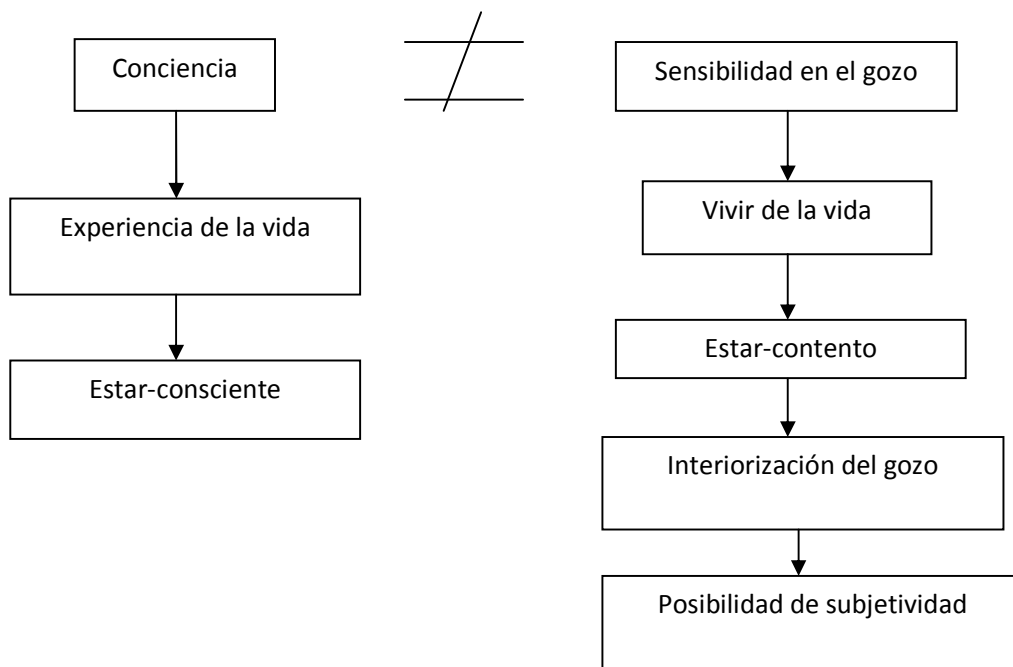 Conciencia
Experiencia de la vida
Estar-consciente
Sensibilidad en el gozo
Vivir de la vida
Estar-contento
Interiorización del gozo
Posibilidad de subjetividad